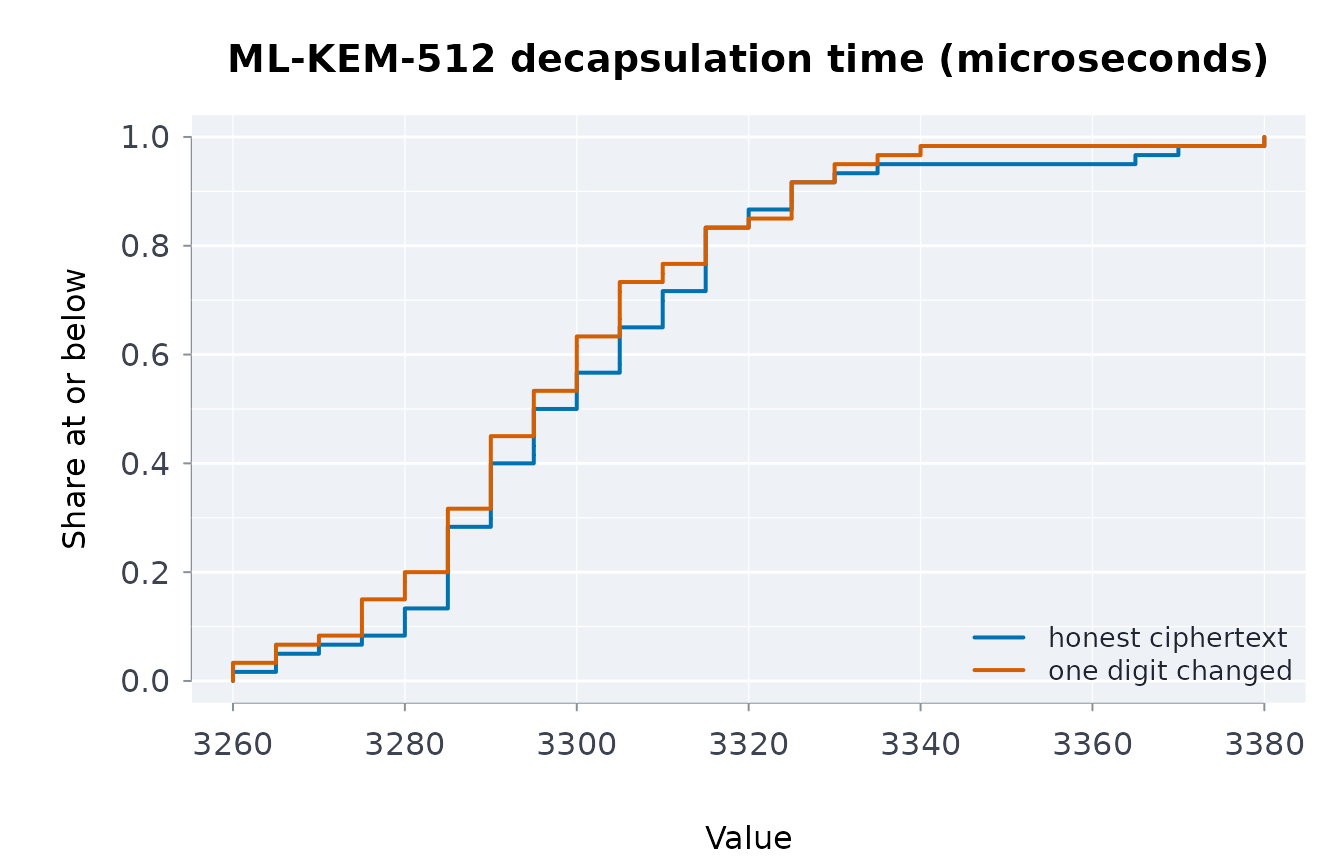 ML-KEM-512 decapsulation time (microseconds)
1.0
0.8
0.6
0.4
0.2
0.0
Share at or below
honest ciphertext
one digit changed
3260 3280 3300 3320 3340 3360 3380
Value